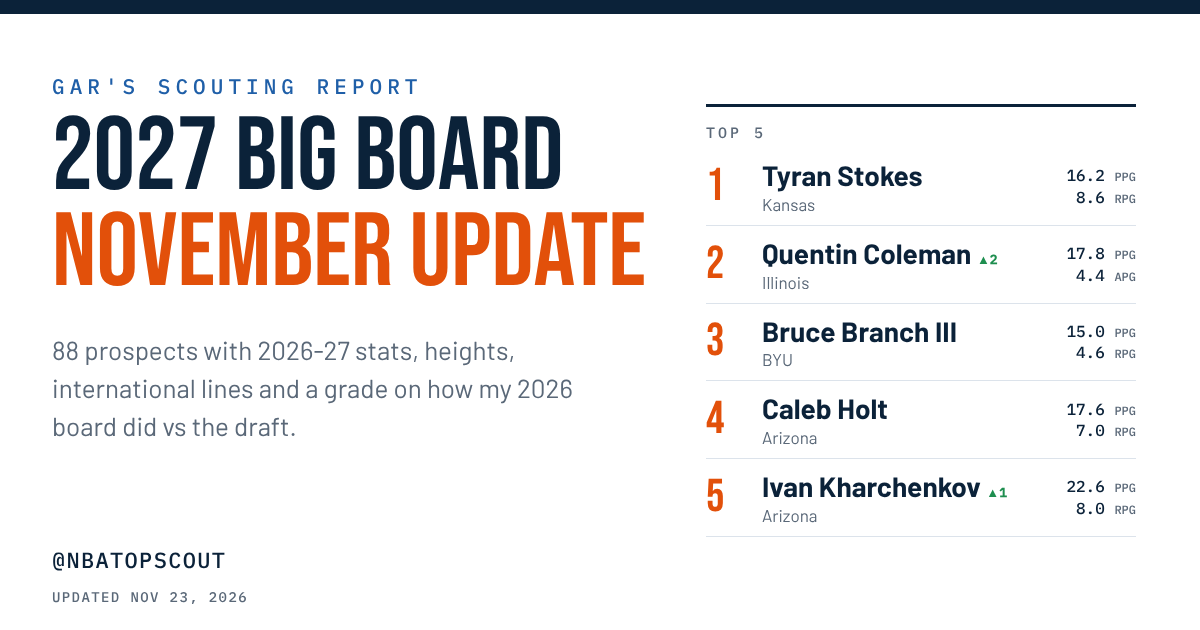 GAR'S SCOUTING REPORT
2027 BIG BOARD
NOVEMBER UPDATE
88 prospects with 2026-27 stats, heights,
international lines and a grade on how my 2026
board did vs the draft.
@NBATOPSCOUT
UPDATED NOV 23, 2026
TOP 5
1 Tyran Stokes 16.2 PPG
Kansas 8.6 RPG
2 Quentin Coleman ▲2 17.8 PPG
Illinois 4.4 APG
3 Bruce Branch III 15.0 PPG
BYU 4.6 RPG
4 Caleb Holt 17.6 PPG
Arizona 7.0 RPG
5 Ivan Kharchenkov ▲1 22.6 PPG
Arizona 8.0 RPG